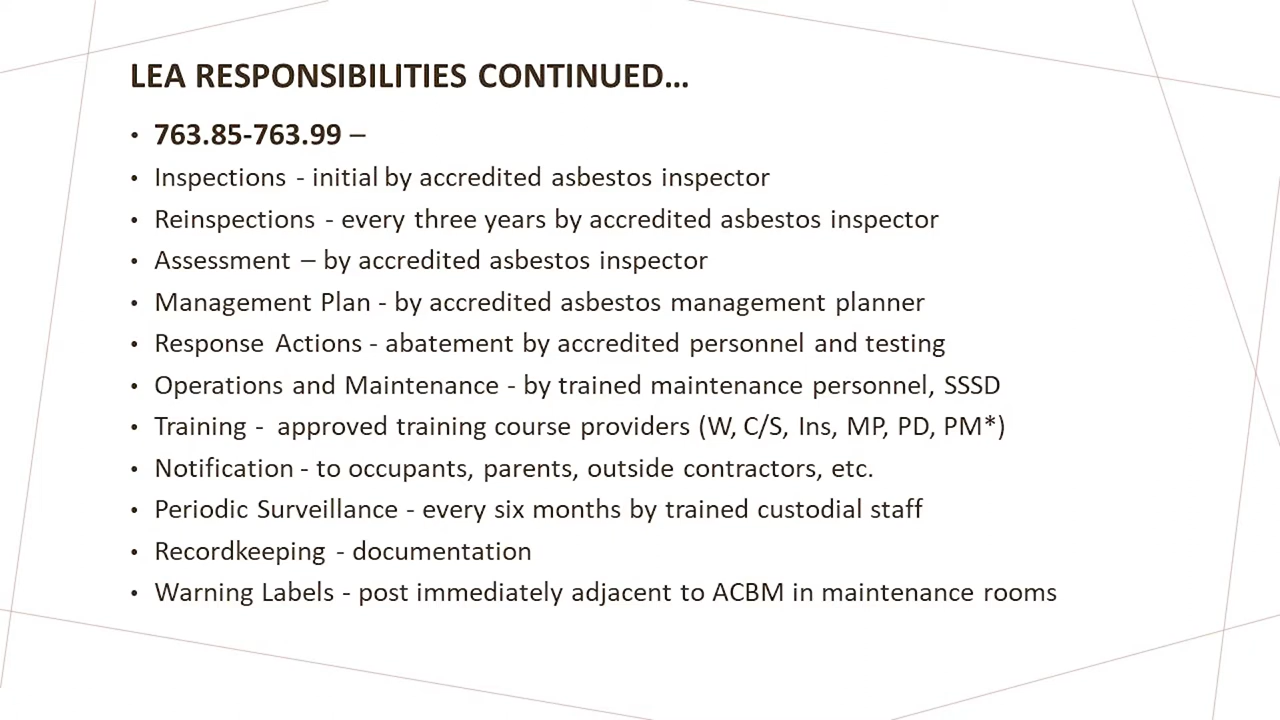 LEA RESPONSIBILITIES CONTINUED...
• 763.85-763.99 –
• Inspections - initial by accredited asbestos inspector
• Reinspections - every three years by accredited asbestos inspector
• Assessment – by accredited asbestos inspector
• Management Plan - by accredited asbestos management planner
• Response Actions - abatement by accredited personnel and testing
• Operations and Maintenance - by trained maintenance personnel, SSSD
• Training - approved training course providers (W, C/S, Ins, MP, PD, PM*)
• Notification - to occupants, parents, outside contractors, etc.
• Periodic Surveillance - every six months by trained custodial staff
• Recordkeeping - documentation
• Warning Labels - post immediately adjacent to ACBM in maintenance rooms